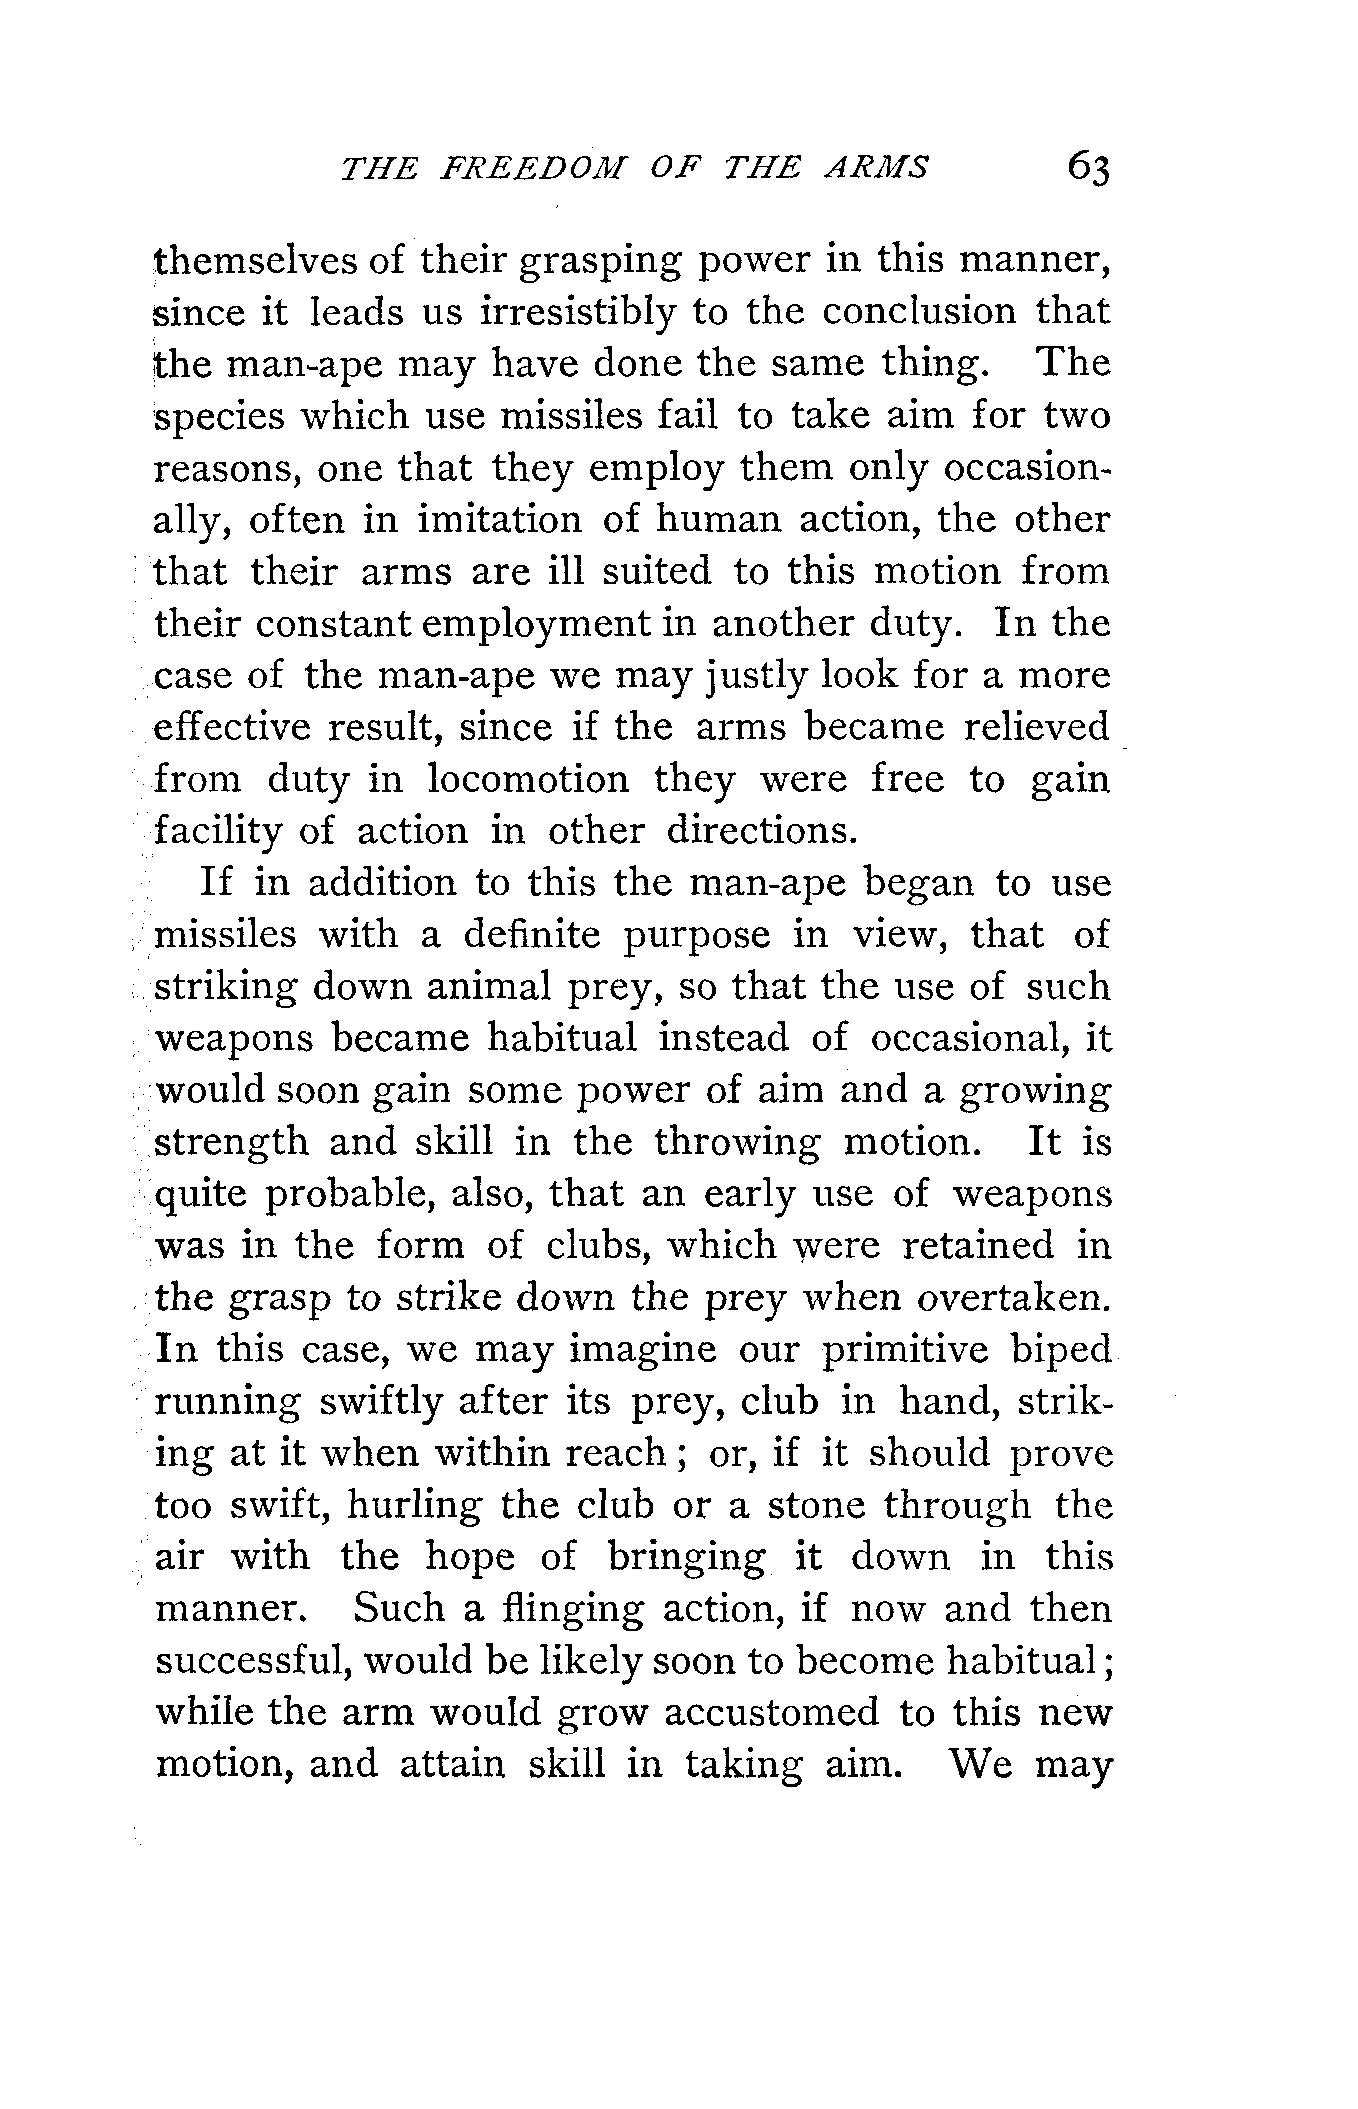 THE FREEDOM OF THE ARMS 63
themselves of their grasping power in this manner,
since it leads us irresistibly to the conclusion that
the man-ape may have done the same thing. The
species which use missiles fail to take aim for two
reasons, one that they employ them only occasion-
ally, often in imitation of human action, the other
that their arms are ill suited to this motion from
their constant employment in another duty. In the
case of the man-ape we may justly look for a more
effective result, since if the arms became relieved
from duty in locomotion they were free to gain
facility of action in other directions.
If in addition to this the man-ape began to use
missiles with a definite purpose in view, that of
striking down animal prey, so that the use of such
weapons became habitual instead of occasional, it
would soon gain some power of aim and a growing
strength and skill in the throwing motion. It is
quite probable, also, that an early use of weapons
was in the form of clubs, which were retained in
the grasp to strike down the prey when overtaken.
In this case, we may imagine our primitive biped
running swiftly after its prey, club in hand, strik-
ing at it when within reach ; or, if it should prove
too swift, hurling the club or a stone through the
air with the hope of bringing it down in this
manner. Such a flinging action, if now and then
successful, would be likely soon to become habitual ;
while the arm would grow accustomed to this new
motion, and attain skill in taking aim. We may